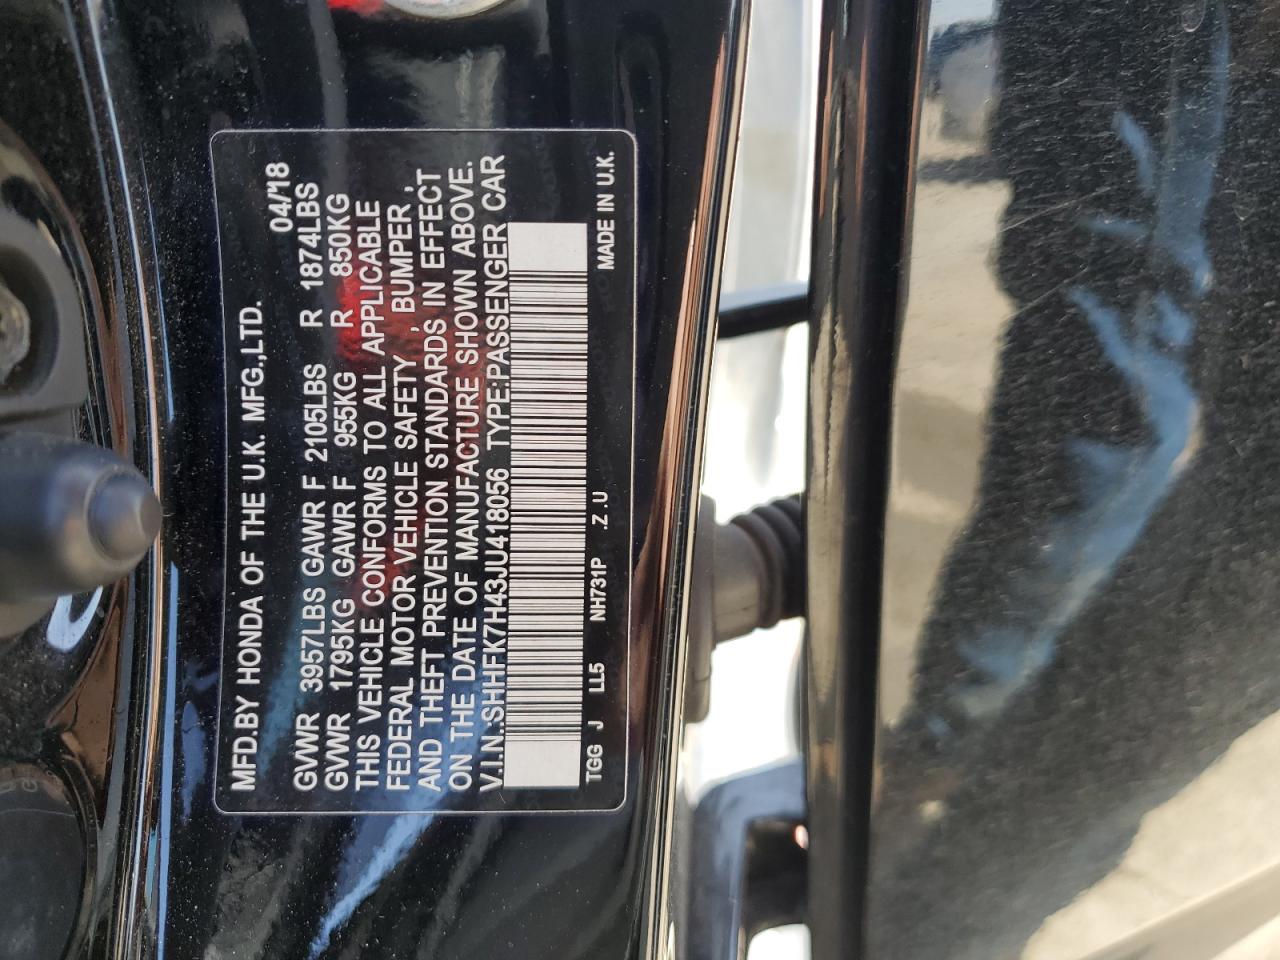 MFD.BY HONDA OF THE U.K. MFG.,LTD. 04/18
GVWR 3957LBS GAWR F 2105LBS R 1874LBS
GVWR 1795KG GAWR F 955KG R 850KG
THIS VEHICLE CONFORMS TO ALL APPLICABLE
FEDERAL MOTOR VEHICLE SAFETY , BUMPER ,
AND THEFT PREVENTION STANDARDS IN EFFECT
ON THE DATE OF MANUFACTURE SHOWN ABOVE.
V.I.N.:SHHFK7H43JU418056 TYPE:PASSENGER CAR
TGG J LL5 NH731P .Z .U MADE IN U.K.